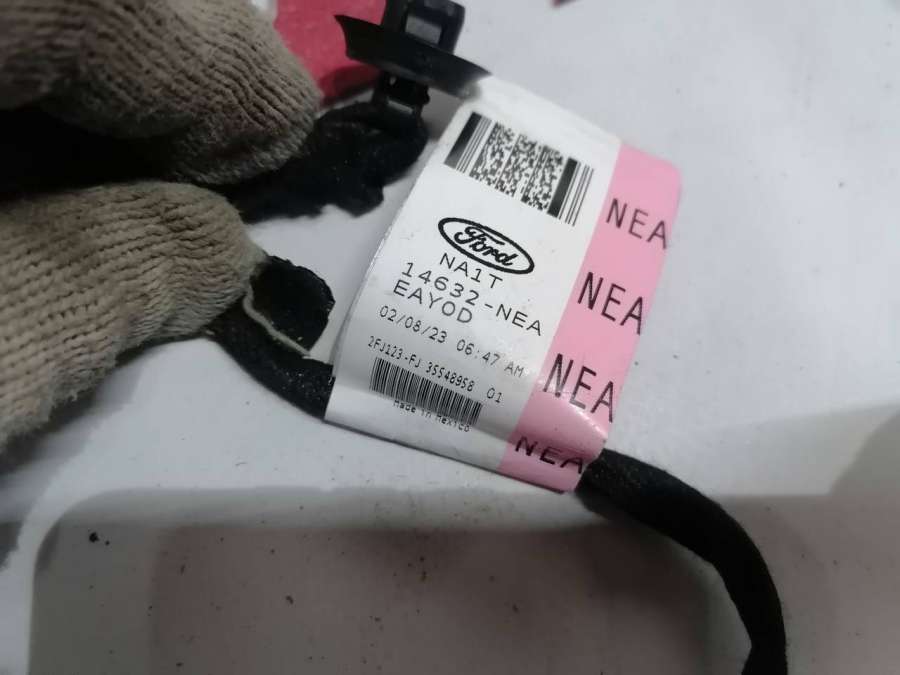 Ford
NA1T
14632-NEA
EAYOD
02/08/23 06:47 AM
2FJ123-FJ 35548958 01
Made in Mexico
NEA
NEA
NEA
NEA